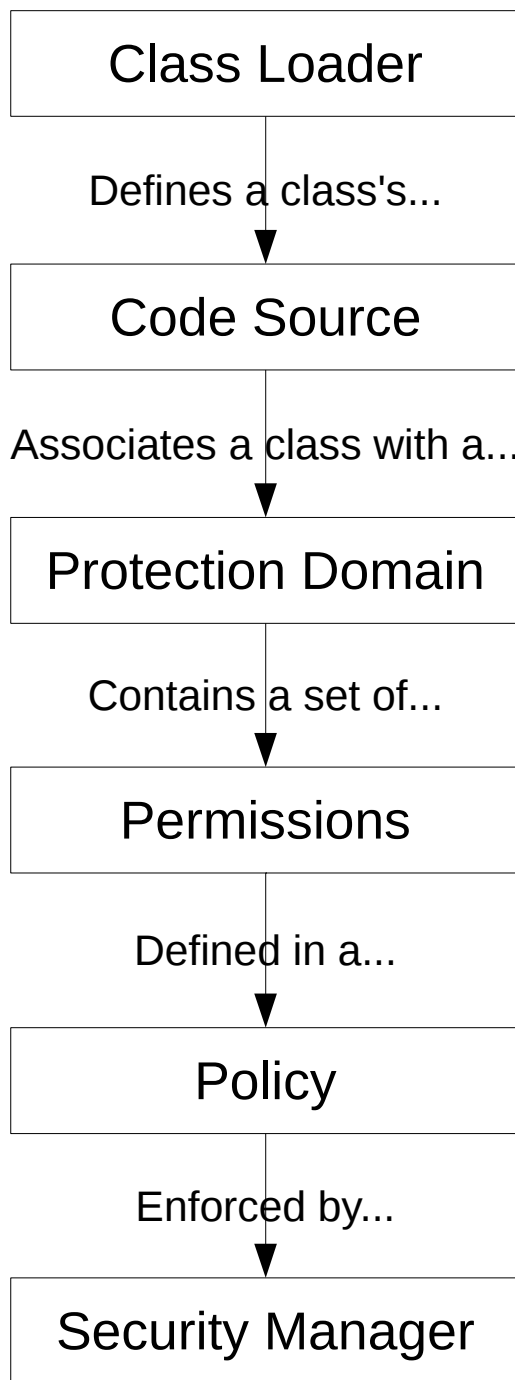 Class Loader
Defines a class's...
Code Source
Associates a class with a...
Protection Domain
Contains a set of...
Permissions
Defined in a...
Policy
Enforced by...
Security Manager